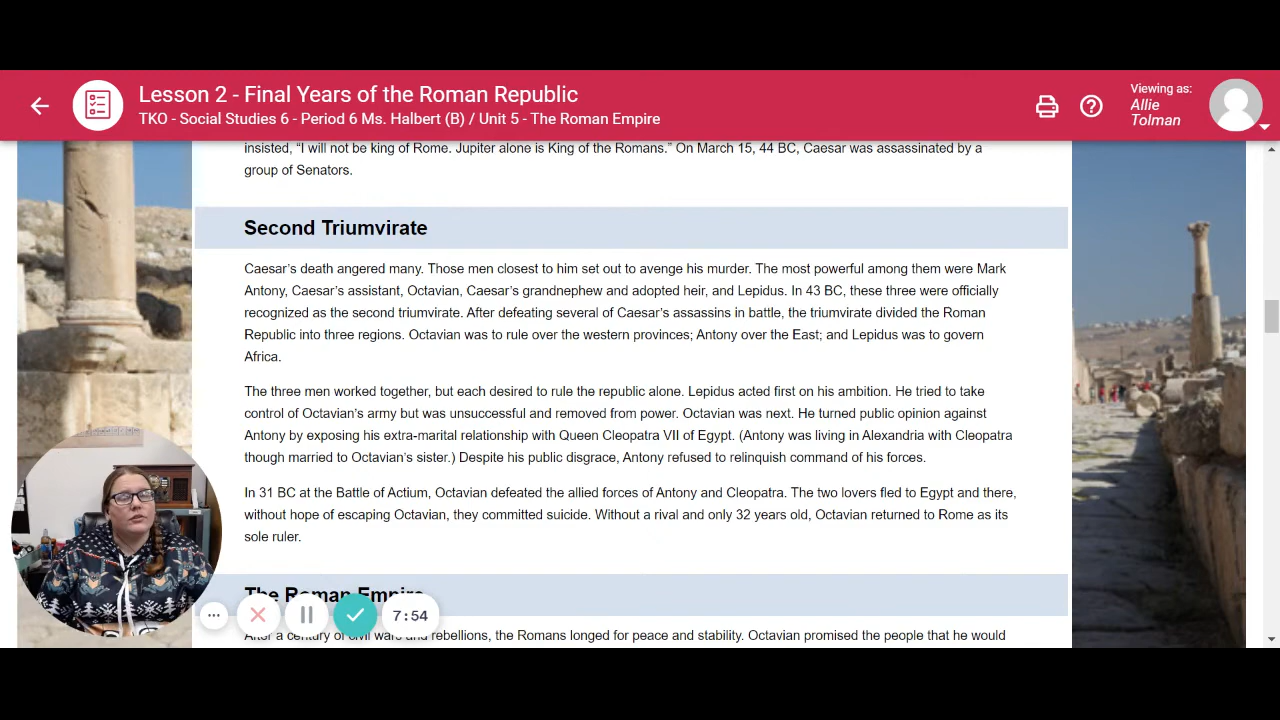 Lesson 2 - Final Years of the Roman Republic
TKO - Social Studies 6 - Period 6 Ms. Halbert (B) / Unit 5 - The Roman Empire
Viewing as:
Allie
Tolman
insisted, “I will not be king of Rome. Jupiter alone is King of the Romans.” On March 15, 44 BC, Caesar was assassinated by a
group of Senators.
Second Triumvirate
Caesar’s death angered many. Those men closest to him set out to avenge his murder. The most powerful among them were Mark
Antony, Caesar’s assistant, Octavian, Caesar’s grandnephew and adopted heir, and Lepidus. In 43 BC, these three were officially
recognized as the second triumvirate. After defeating several of Caesar’s assassins in battle, the triumvirate divided the Roman
Republic into three regions. Octavian was to rule over the western provinces; Antony over the East; and Lepidus was to govern
Africa.
The three men worked together, but each desired to rule the republic alone. Lepidus acted first on his ambition. He tried to take
control of Octavian’s army but was unsuccessful and removed from power. Octavian was next. He turned public opinion against
Antony by exposing his extra-marital relationship with Queen Cleopatra VII of Egypt. (Antony was living in Alexandria with Cleopatra
though married to Octavian’s sister.) Despite his public disgrace, Antony refused to relinquish command of his forces.
In 31 BC at the Battle of Actium, Octavian defeated the allied forces of Antony and Cleopatra. The two lovers fled to Egypt and there,
without hope of escaping Octavian, they committed suicide. Without a rival and only 32 years old, Octavian returned to Rome as its
sole ruler.
The Roman Empire
7:54
After a century of civil wars and rebellions, the Romans longed for peace and stability. Octavian promised the people that he would